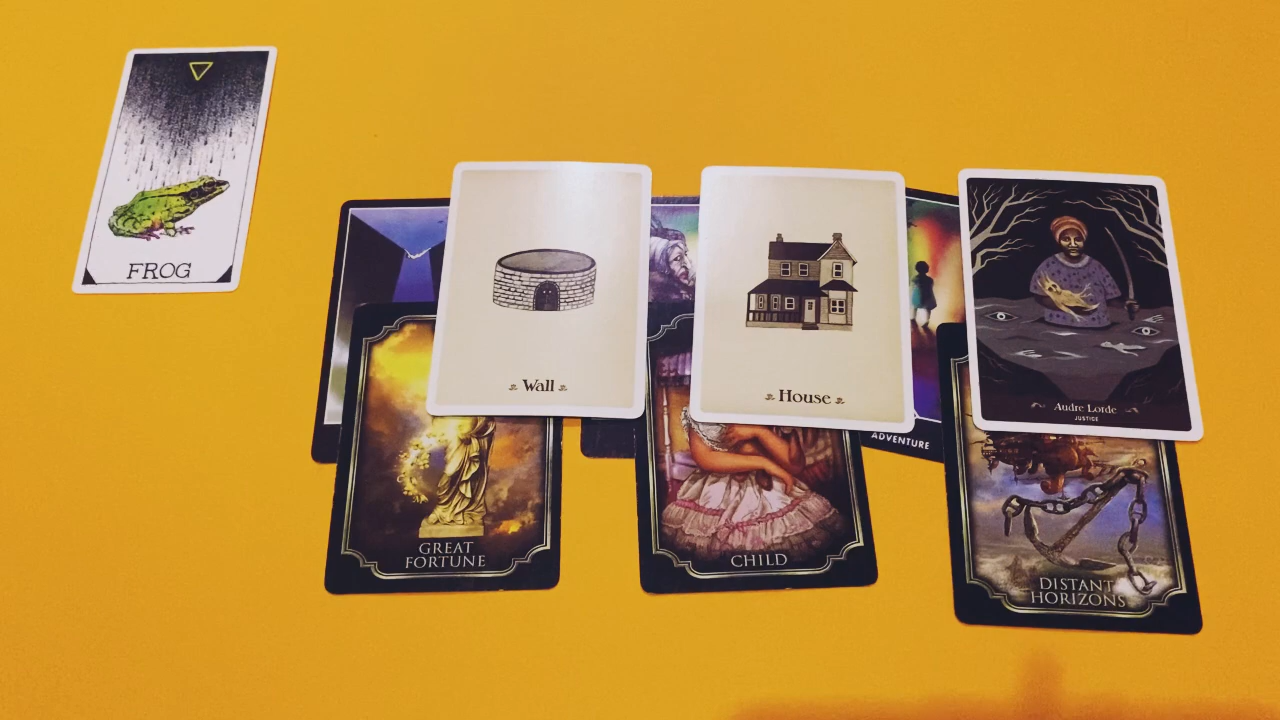 FROG
Wall
House
Audre Lorde
JUSTICE
ADVENTURE
GREAT
FORTUNE
CHILD
DISTANT
HORIZONS